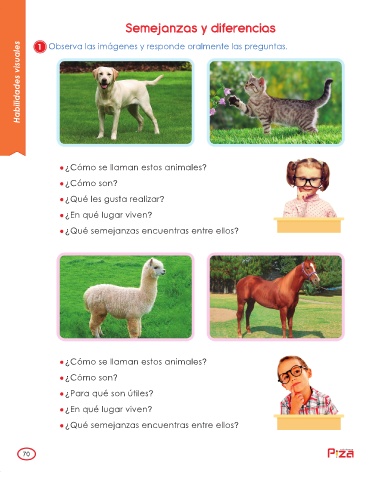 Semejanzas y diferencias
1 Observa las imágenes y responde oralmente las preguntas.
Habilidades visuales
• ¿Cómo se llaman estos animales?
• ¿Cómo son?
• ¿Qué les gusta realizar?
• ¿En qué lugar viven?
• ¿Qué semejanzas encuentras entre ellos?
• ¿Cómo se llaman estos animales?
• ¿Cómo son?
• ¿Para qué son útiles?
• ¿En qué lugar viven?
• ¿Qué semejanzas encuentras entre ellos?
70
Piza